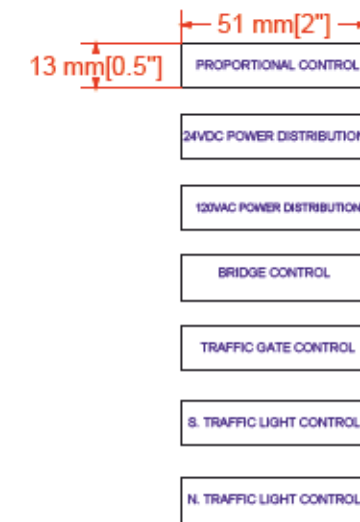 51 mm[2"]
13 mm[0.5"]
PROPORTIONAL CONTROL
24VDC POWER DISTRIBUTION
120VAC POWER DISTRIBUTION
BRIDGE CONTROL
TRAFFIC GATE CONTROL
S. TRAFFIC LIGHT CONTROL
N. TRAFFIC LIGHT CONTROL